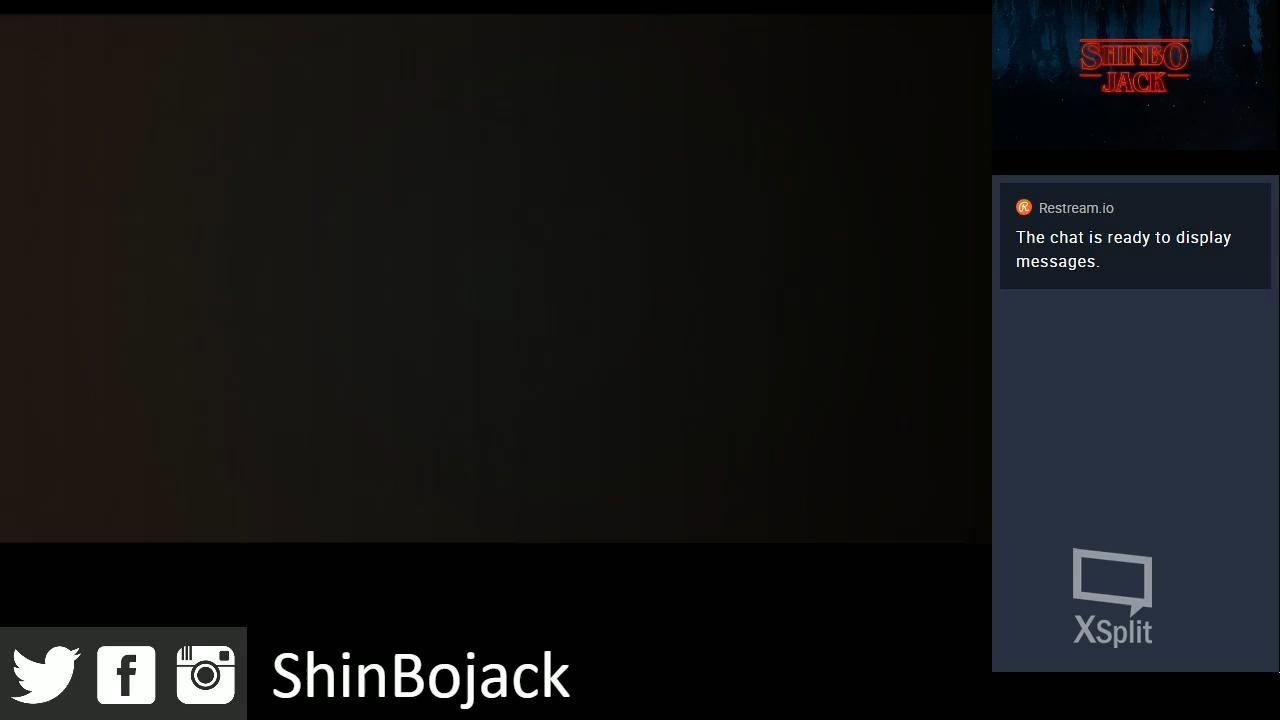 SHINBO
JACK
Restream.io
The chat is ready to display
messages.
XSplit
ShinBojack